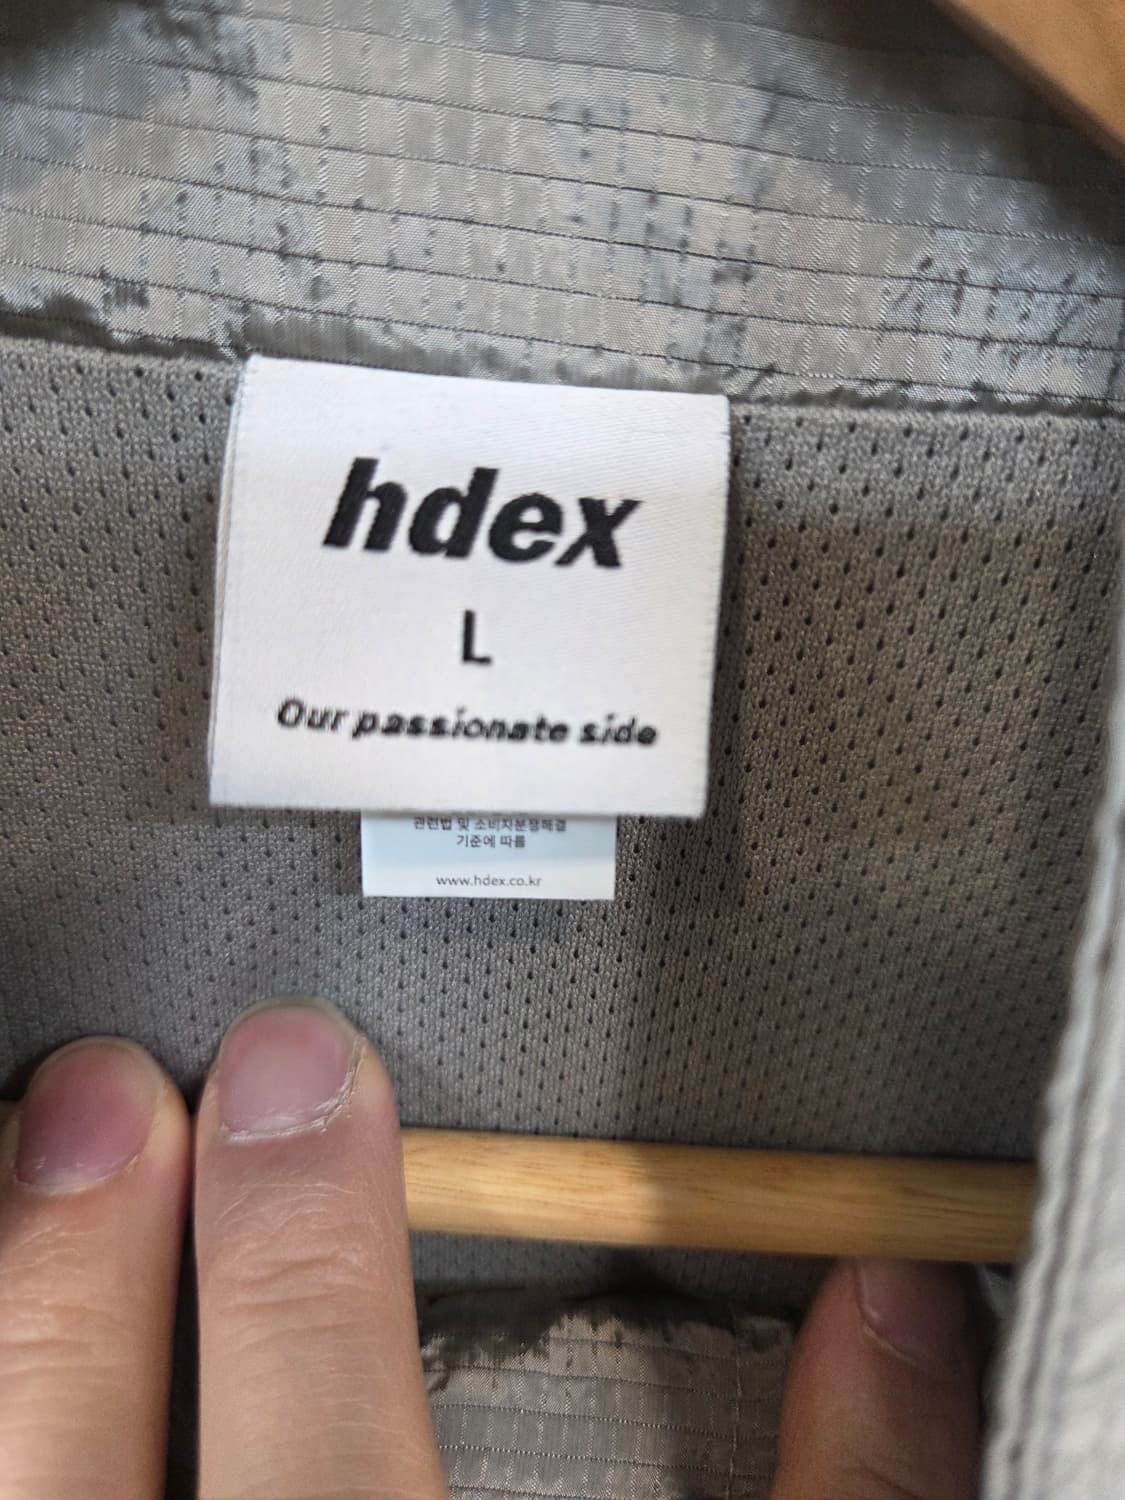 hdex
L
Our passionate side
관련법 및 소비자분쟁해결
기준에 따름
www.hdex.co.kr